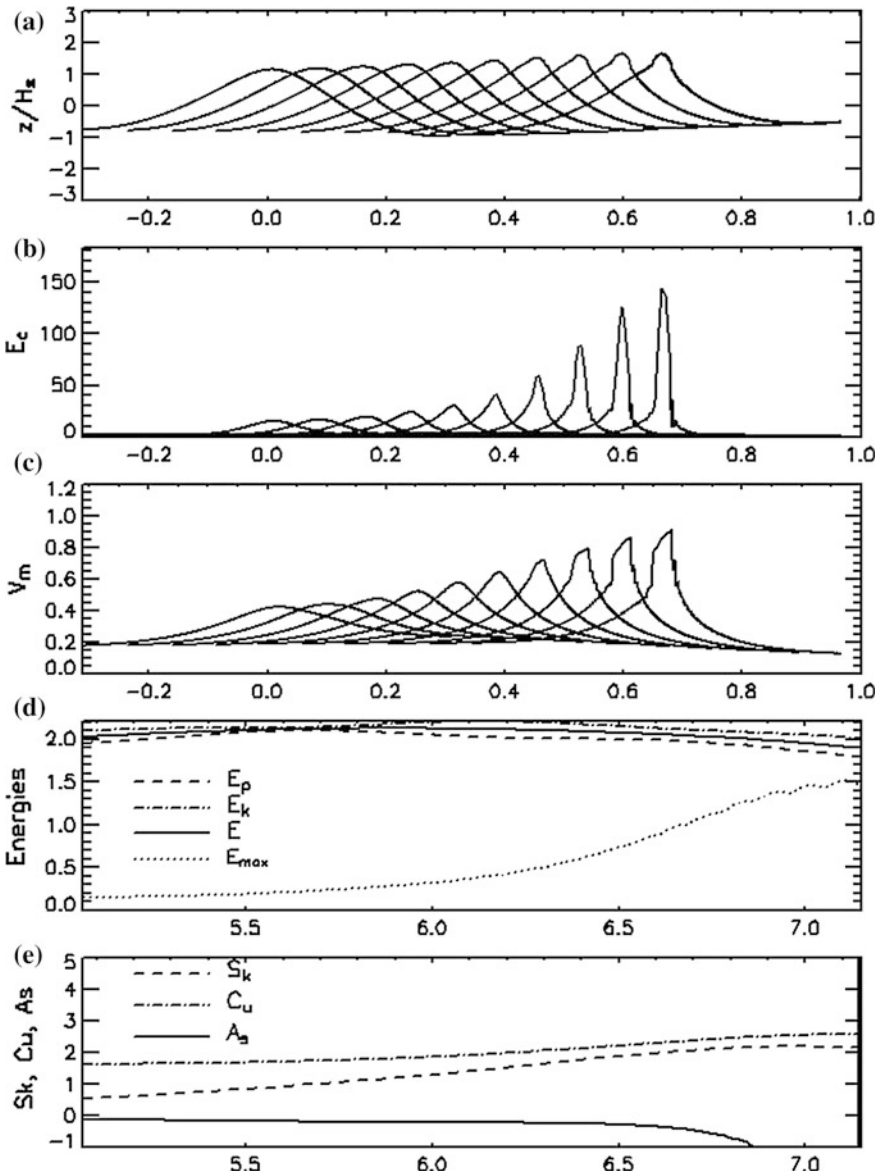 (a)
3
2
1
0
-1
-2
-3
z/Hₛ
-0.2 0.0 0.2 0.4 0.6 0.8 1.0
(b)
150
100
50
0
E_c
-0.2 0.0 0.2 0.4 0.6 0.8 1.0
(c)
1.2
1.0
0.8
0.6
0.4
0.2
0.0
V_m
-0.2 0.0 0.2 0.4 0.6 0.8 1.0
(d)
2.0
1.5
1.0
0.5
0.0
Energies
E_p
E_k
E
E_max
5.5 6.0 6.5 7.0
(e)
5
4
3
2
1
0
-1
Sk, Cu, As
S_k
C_u
A_s
5.5 6.0 6.5 7.0